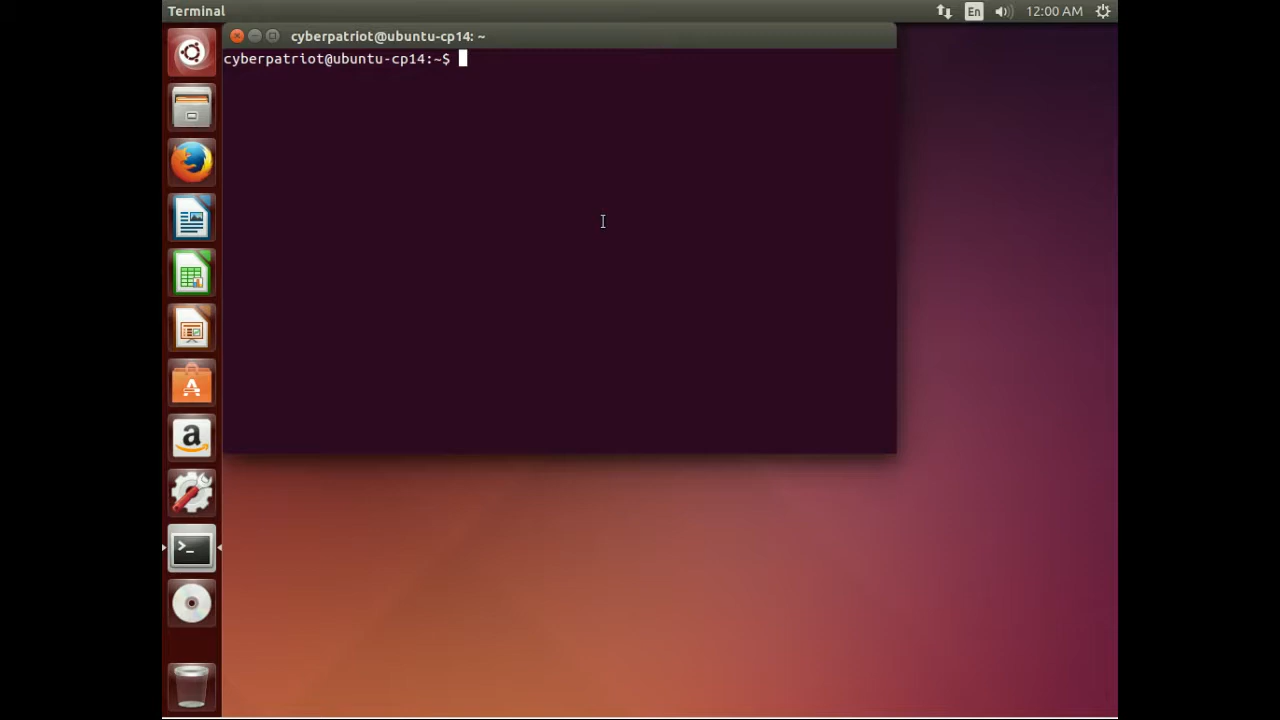 Terminal
En
12:00 AM
cyberpatriot@ubuntu-cp14: ~
cyberpatriot@ubuntu-cp14:~$